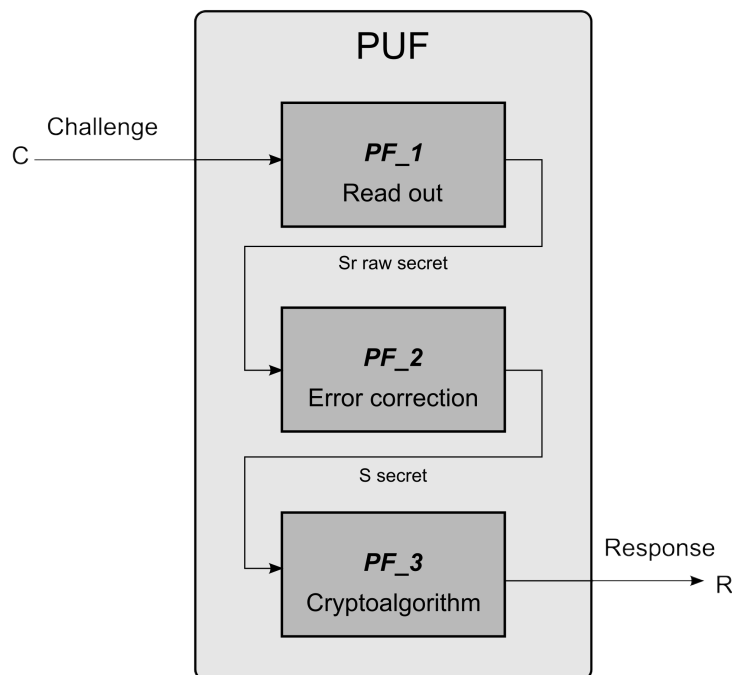 PUF
Challenge
C
PF_1
Read out
Sr raw secret
PF_2
Error correction
S secret
PF_3
Cryptoalgorithm
Response
R